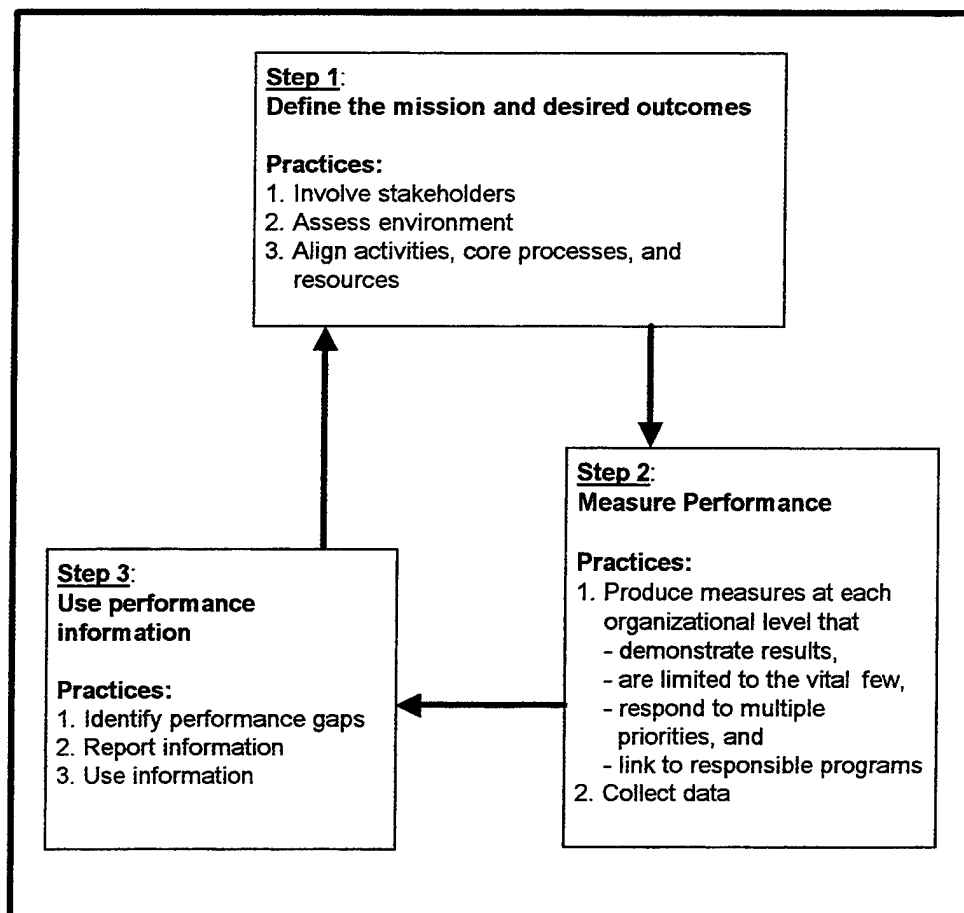 Step 1:
Define the mission and desired outcomes
Practices:
1. Involve stakeholders
2. Assess environment
3. Align activities, core processes, and
resources
Step 2:
Measure Performance
Practices:
1. Produce measures at each
organizational level that
- demonstrate results,
- are limited to the vital few,
- respond to multiple
priorities, and
- link to responsible programs
2. Collect data
Step 3:
Use performance
information
Practices:
1. Identify performance gaps
2. Report information
3. Use information